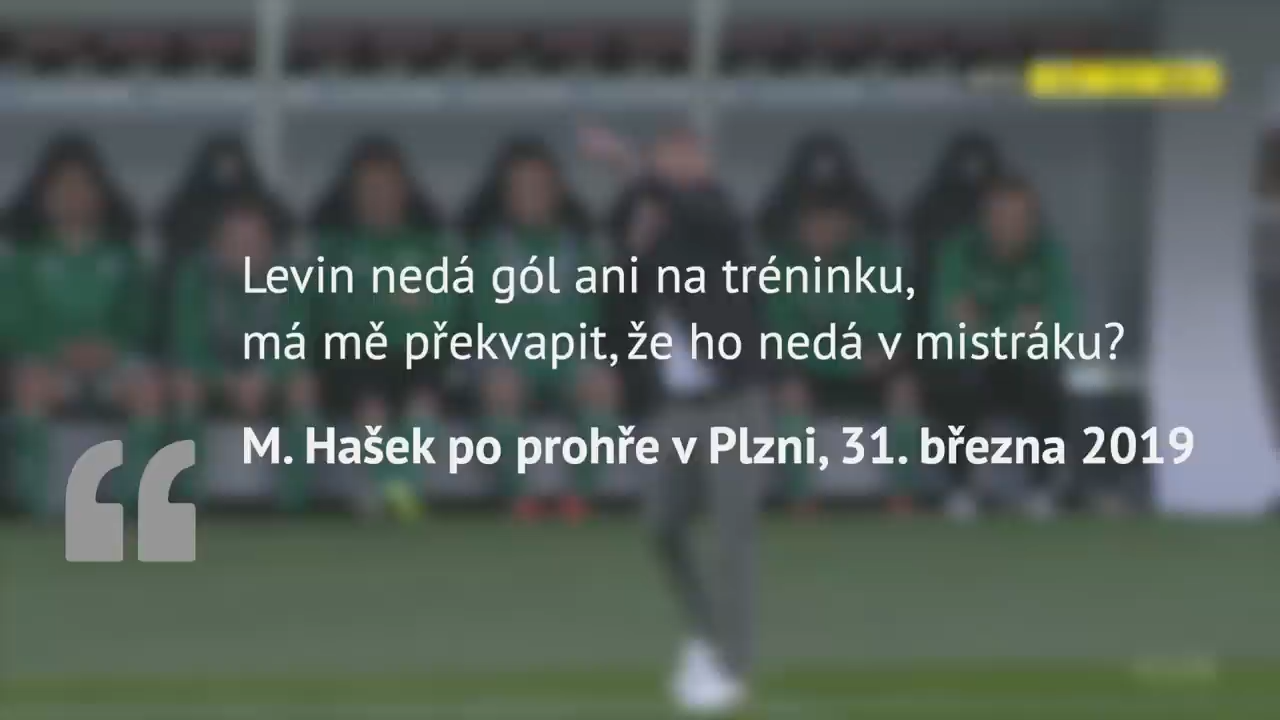 Levin nedá gól ani na tréninku,
má mě překvapit, že ho nedá v mistráku?
M. Hašek po prohře v Plzni, 31. března 2019